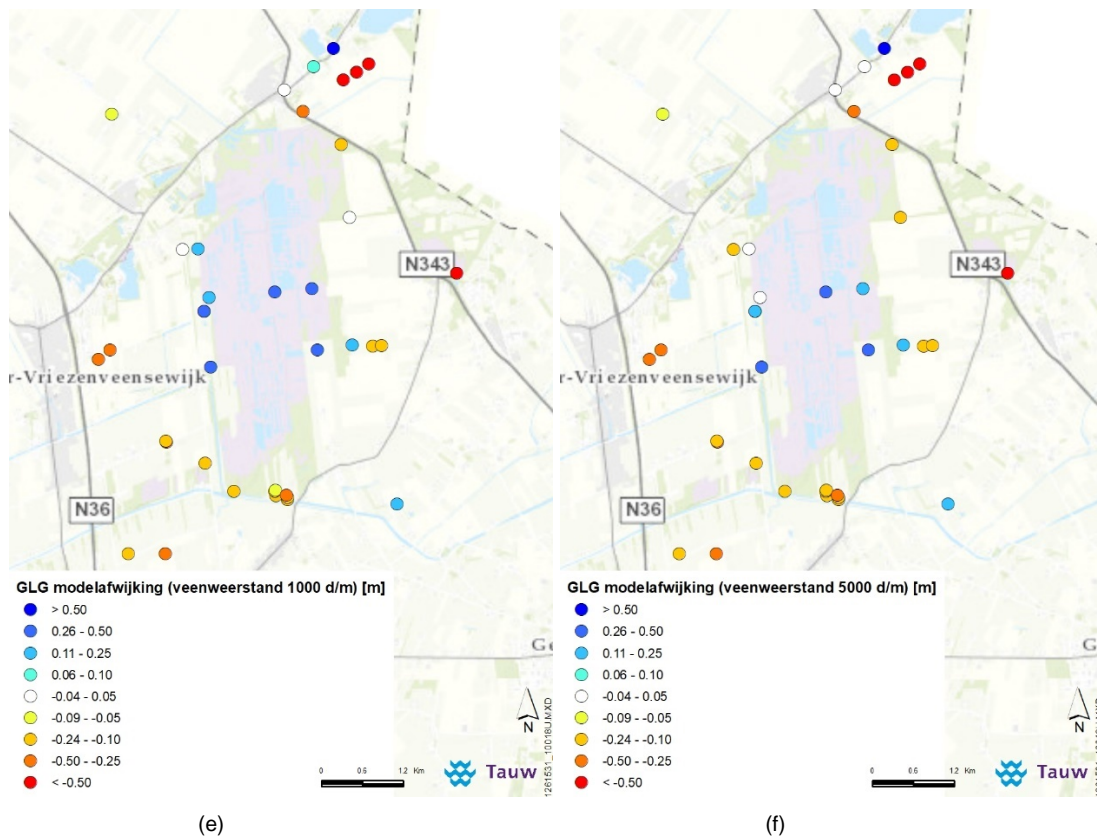 N343
r-Vriezenveensewijk
N36
GLG modelafwijking (veenweerstand 1000 d/m) [m]
> 0.50
0.26 - 0.50
0.11 - 0.25
0.06 - 0.10
-0.04 - 0.05
-0.09 - -0.05
-0.24 - -0.10
-0.50 - -0.25
< -0.50
Ge
N
0 0.6 1.2 Km
Tauw
1261531_10018U.MXD
(e)
N343
r-Vriezenveensewijk
N36
GLG modelafwijking (veenweerstand 5000 d/m) [m]
> 0.50
0.26 - 0.50
0.11 - 0.25
0.06 - 0.10
-0.04 - 0.05
-0.09 - -0.05
-0.24 - -0.10
-0.50 - -0.25
< -0.50
G
N
0 0.6 1.2 Km
Tauw
(f)